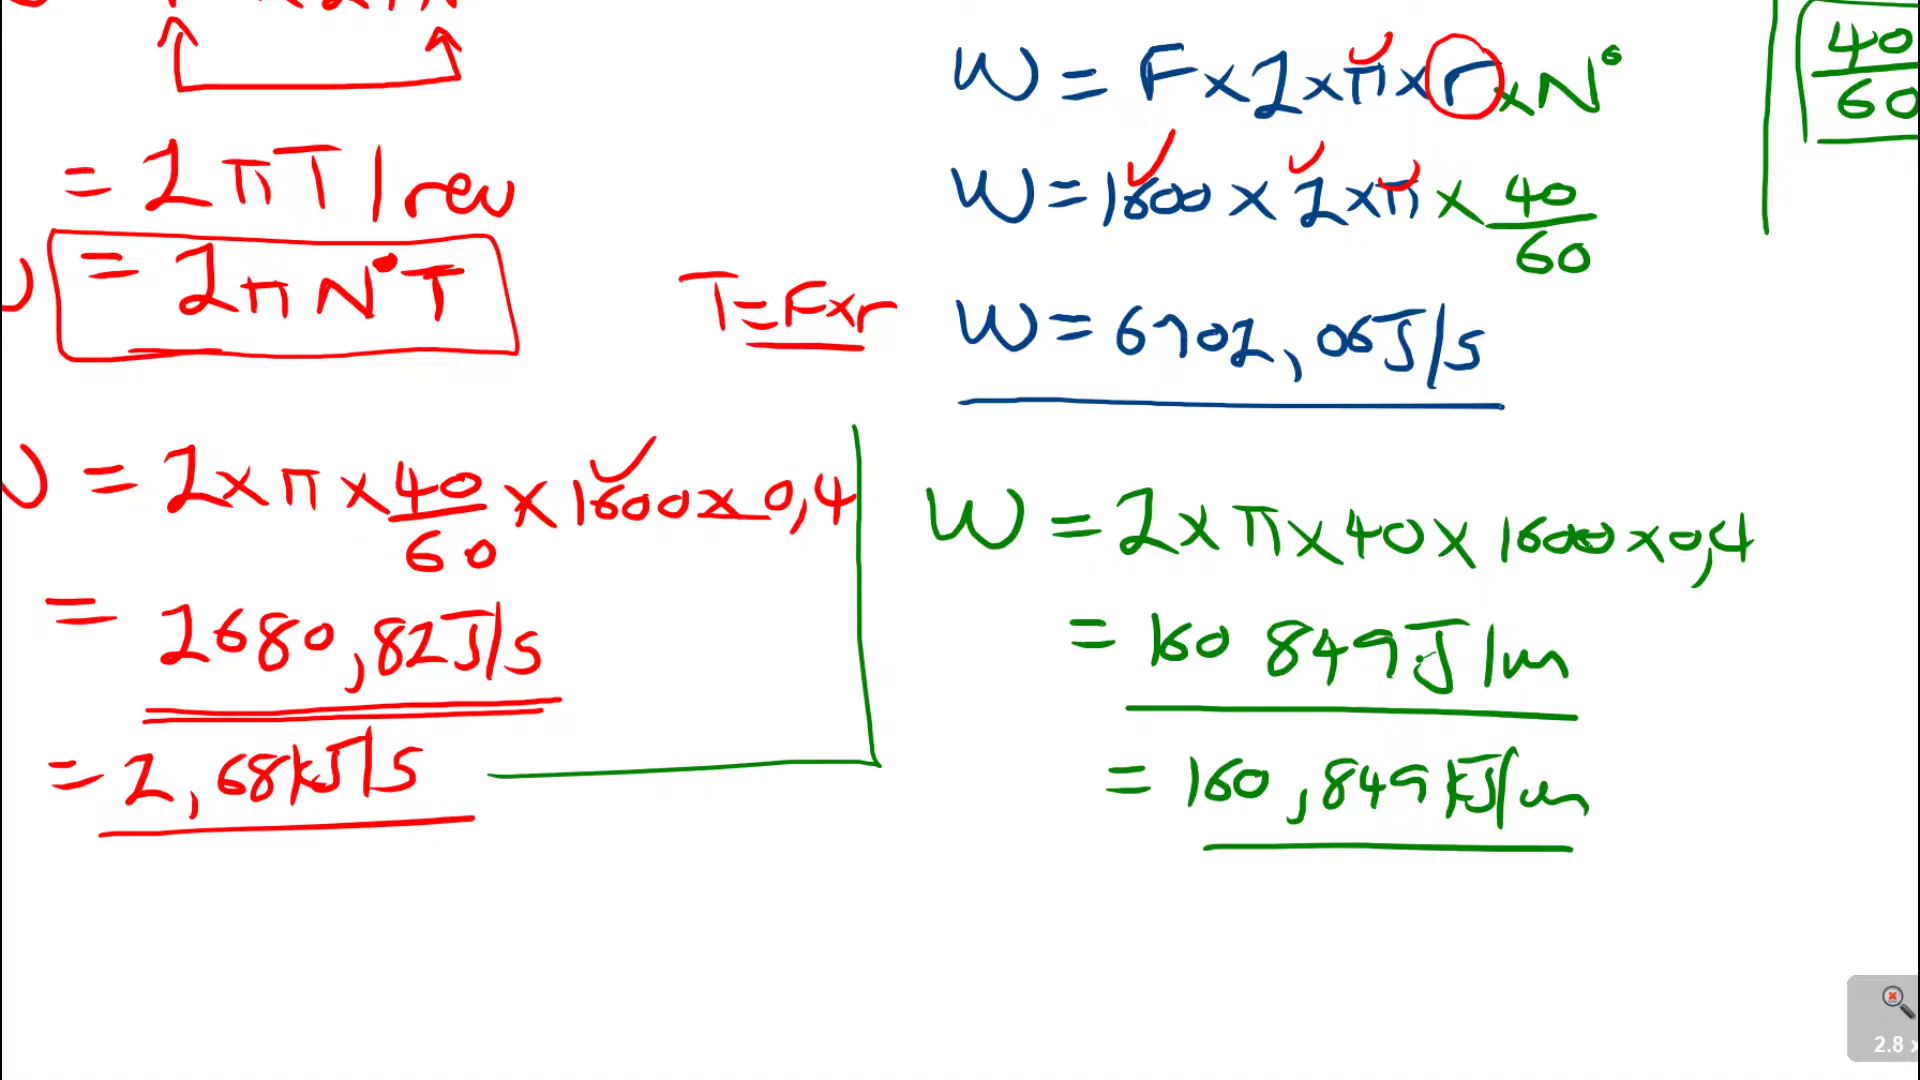 = 2πT/rev
= 2πN°T
T=F×r
= 2×π×40/60×1600×0,4
= 2680,82J/s
= 2,68kJ/s
W = F×2×π×r×N°
W = 1600×2×π×40/60
W = 6702,06J/s
W = 2×π×40×1600×0,4
= 160 849J/m
= 160,849kJ/m
40/60
2.8 x